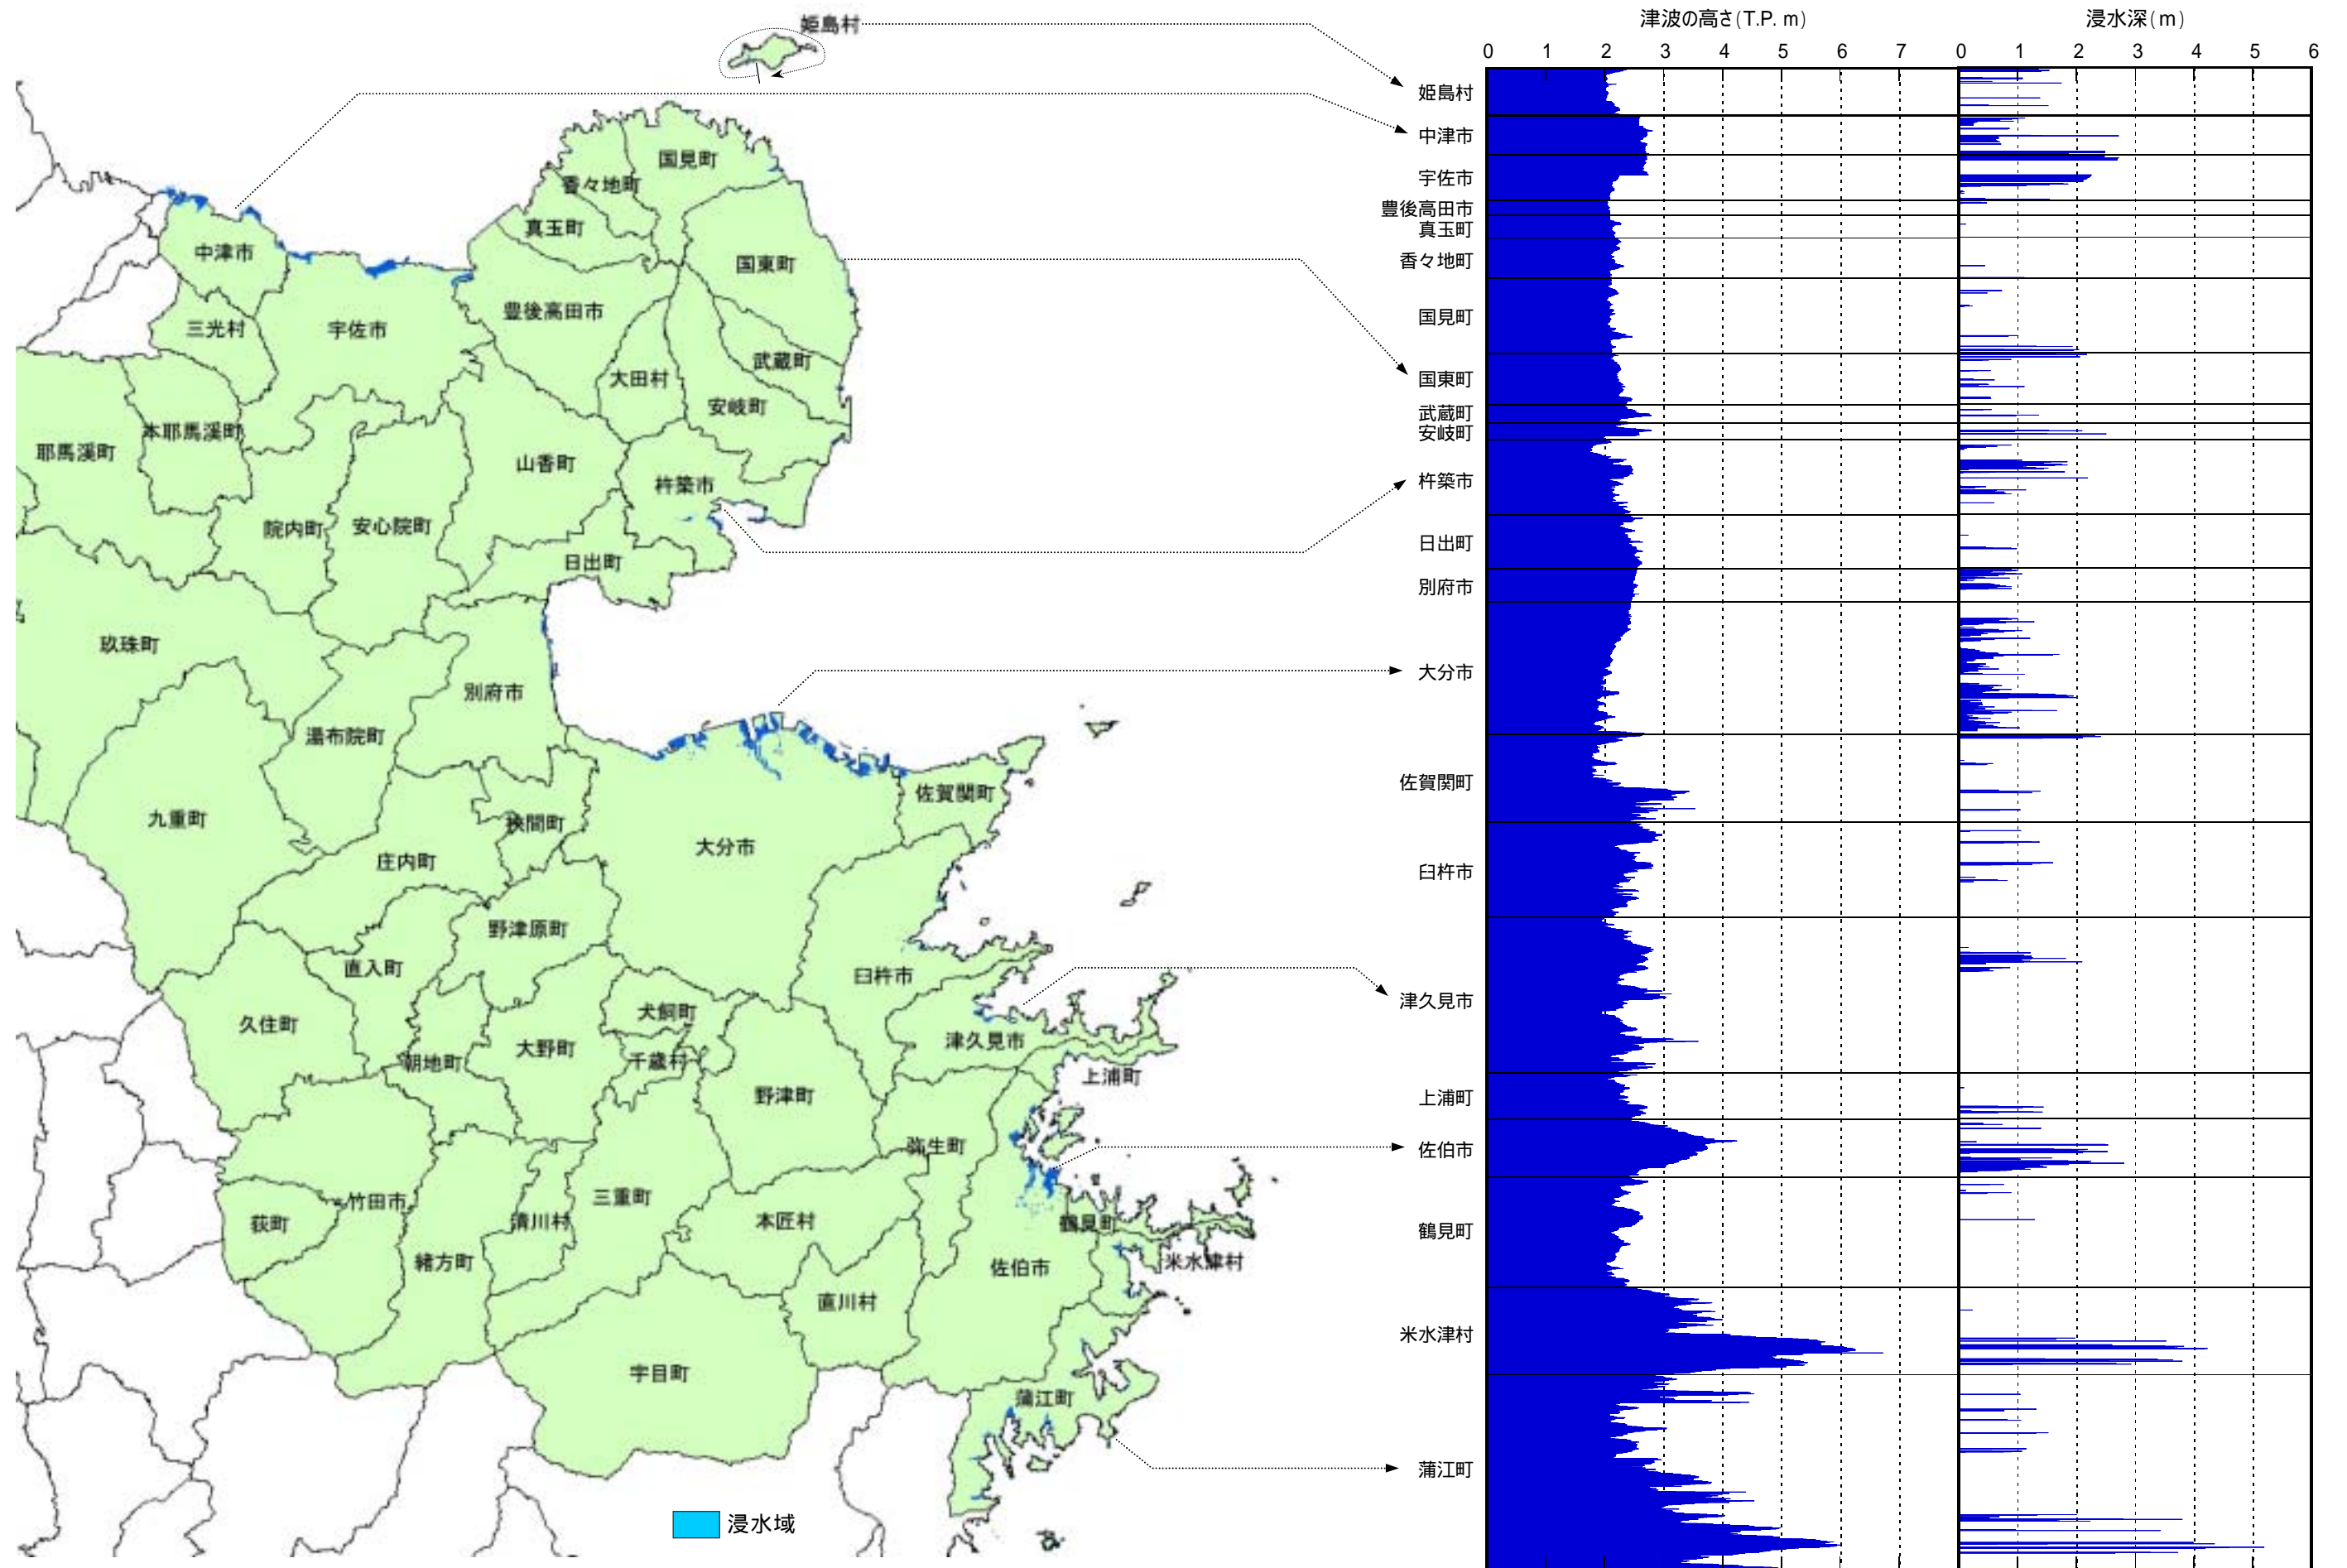 姫島村
国見町
香々地町
真玉町
国東町
中津市
豊後高田市
三光村
宇佐市
武蔵町
大田村
安岐町
本耶馬溪町
耶馬溪町
山香町
杵築市
院内町
安心院町
日出町
玖珠町
別府市
湯布院町
佐賀関町
九重町
挾間町
大分市
庄内町
野津原町
直入町
臼杵市
犬飼町
久住町
津久見市
大野町
千歳村
朝地町
上浦町
野津町
弥生町
三重町
竹田市
荻町
清川村
本匠村
鶴見町
緒方町
佐伯市
米水津村
直川村
宇目町
蒲江町
浸水域
津波の高さ(T.P. m)
0 1 2 3 4 5 6 7
浸水深(m)
0 1 2 3 4 5 6
姫島村
中津市
宇佐市
豊後高田市
真玉町
香々地町
国見町
国東町
武蔵町
安岐町
杵築市
日出町
別府市
大分市
佐賀関町
臼杵市
津久見市
上浦町
佐伯市
鶴見町
米水津村
蒲江町